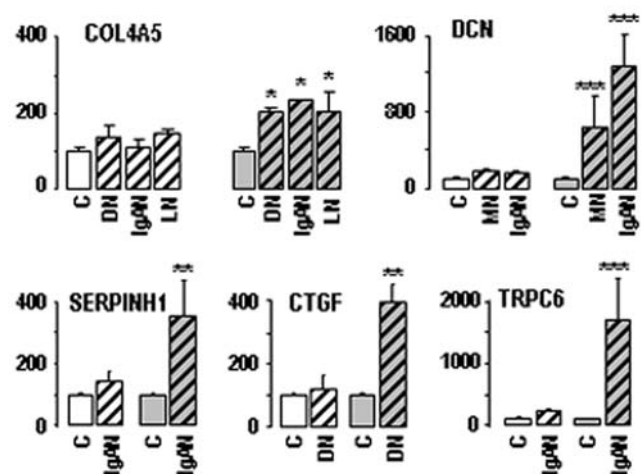 COL4A5
400
200
0
*
*
*
C DN IgAN LN C DN IgAN LN
DCN
1600
800
0
***
***
C MN IgAN C MN IgAN
SERPINH1
400
200
0
**
C IgAN C IgAN
CTGF
400
200
0
**
C DN C DN
TRPC6
2000
1000
0
***
C IgAN C IgAN